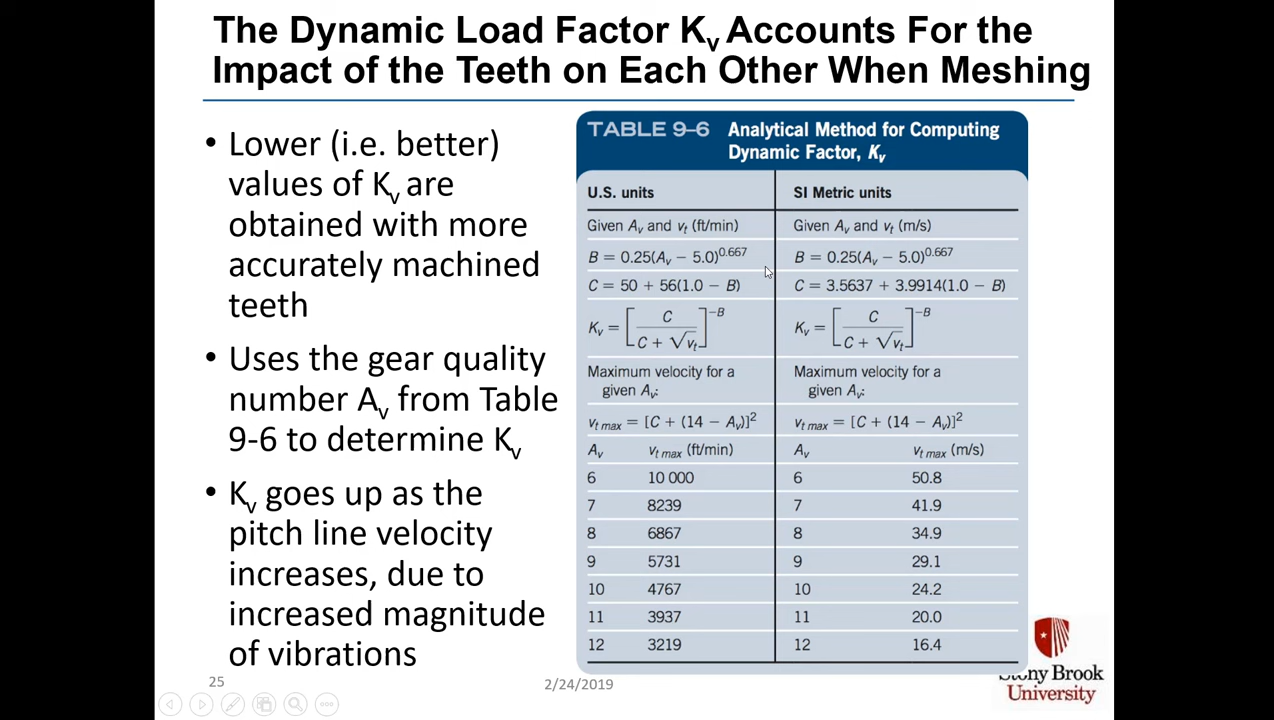 The Dynamic Load Factor Kv Accounts For the
Impact of the Teeth on Each Other When Meshing
• Lower (i.e. better)
values of Kv are
obtained with more
accurately machined
teeth
• Uses the gear quality
number Av from Table
9-6 to determine Kv
• Kv goes up as the
pitch line velocity
increases, due to
increased magnitude
of vibrations
TABLE 9–6 Analytical Method for Computing
Dynamic Factor, Kv
U.S. units SI Metric units
Given Av and vt (ft/min) Given Av and vt (m/s)
B = 0.25(Av − 5.0)^0.667 B = 0.25(Av − 5.0)^0.667
C = 50 + 56(1.0 − B) C = 3.5637 + 3.9914(1.0 − B)
Kv = [C / (C + √vt)]^−B Kv = [C / (C + √vt)]^−B
Maximum velocity for a Maximum velocity for a
given Av: given Av:
vt max = [C + (14 − Av)]² vt max = [C + (14 − Av)]²
Av vt max (ft/min) Av vt max (m/s)
6 10 000 6 50.8
7 8239 7 41.9
8 6867 8 34.9
9 5731 9 29.1
10 4767 10 24.2
11 3937 11 20.0
12 3219 12 16.4
25 2/24/2019
Stony Brook
University